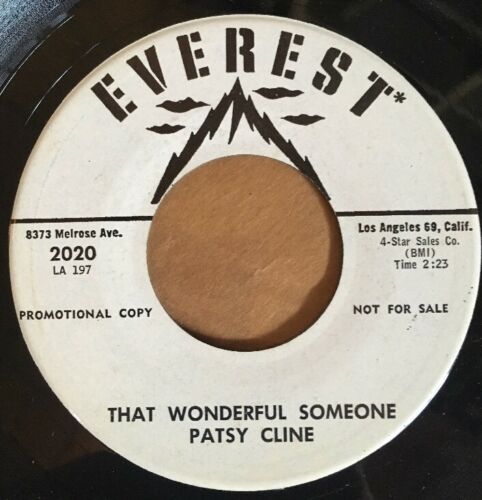 EVEREST*
8373 Melrose Ave.
2020
LA 197
Los Angeles 69, Calif.
4-Star Sales Co.
(BMI)
Time 2:23
PROMOTIONAL COPY
NOT FOR SALE
THAT WONDERFUL SOMEONE
PATSY CLINE